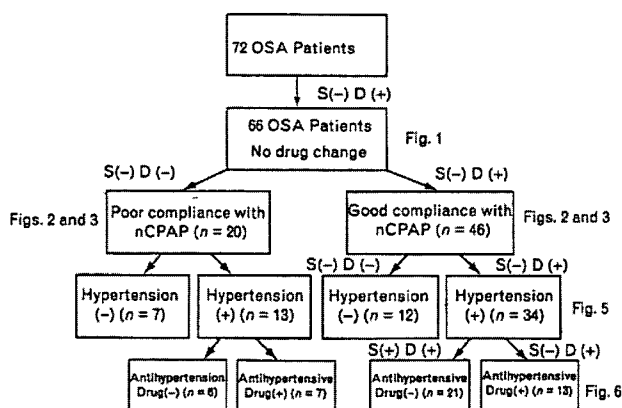 72 OSA Patients
S(–) D (+)
66 OSA Patients
No drug change
Fig. 1
S(–) D (–)
S(–) D (+)
Figs. 2 and 3
Poor compliance with
nCPAP (n = 20)
Good compliance with
nCPAP (n = 46)
Figs. 2 and 3
S(–) D (–)
S(–) D (+)
Hypertension
(–) (n = 7)
Hypertension
(+) (n = 13)
Hypertension
(–) (n = 12)
Hypertension
(+) (n = 34)
Fig. 5
S(+) D (+)
S(–) D (+)
Antihypertension
Drug(–) (n = 6)
Antihypertensive
Drug(+) (n = 7)
Antihypertensive
Drug(–) (n = 21)
Antihypertensive
Drug(+) (n = 13)
Fig. 6